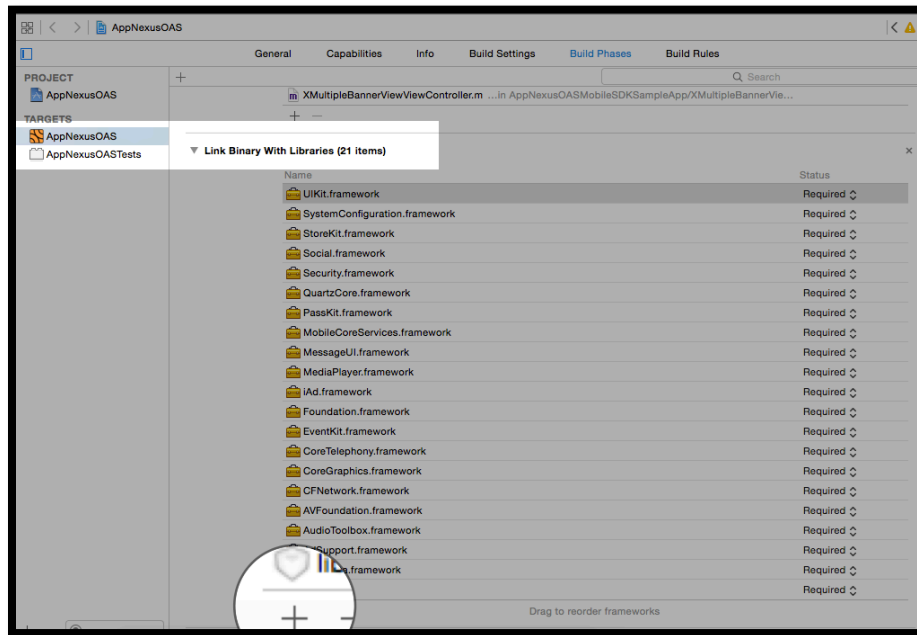 AppNexusOAS
General Capabilities Info Build Settings Build Phases Build Rules
PROJECT
Search
AppNexusOAS
XMultipleBannerViewViewController.m ...in AppNexusOASMobileSDKSampleApp/XMultipleBannerVie...
TARGETS
AppNexusOAS
AppNexusOASTests
Link Binary With Libraries (21 items)
Name Status
UIKit.framework Required
SystemConfiguration.framework Required
StoreKit.framework Required
Social.framework Required
Security.framework Required
QuartzCore.framework Required
PassKit.framework Required
MobileCoreServices.framework Required
MessageUI.framework Required
MediaPlayer.framework Required
iAd.framework Required
Foundation.framework Required
EventKit.framework Required
CoreTelephony.framework Required
CoreGraphics.framework Required
CFNetwork.framework Required
AVFoundation.framework Required
AudioToolbox.framework Required
Support.framework Required
.framework Required
Required
Drag to reorder frameworks